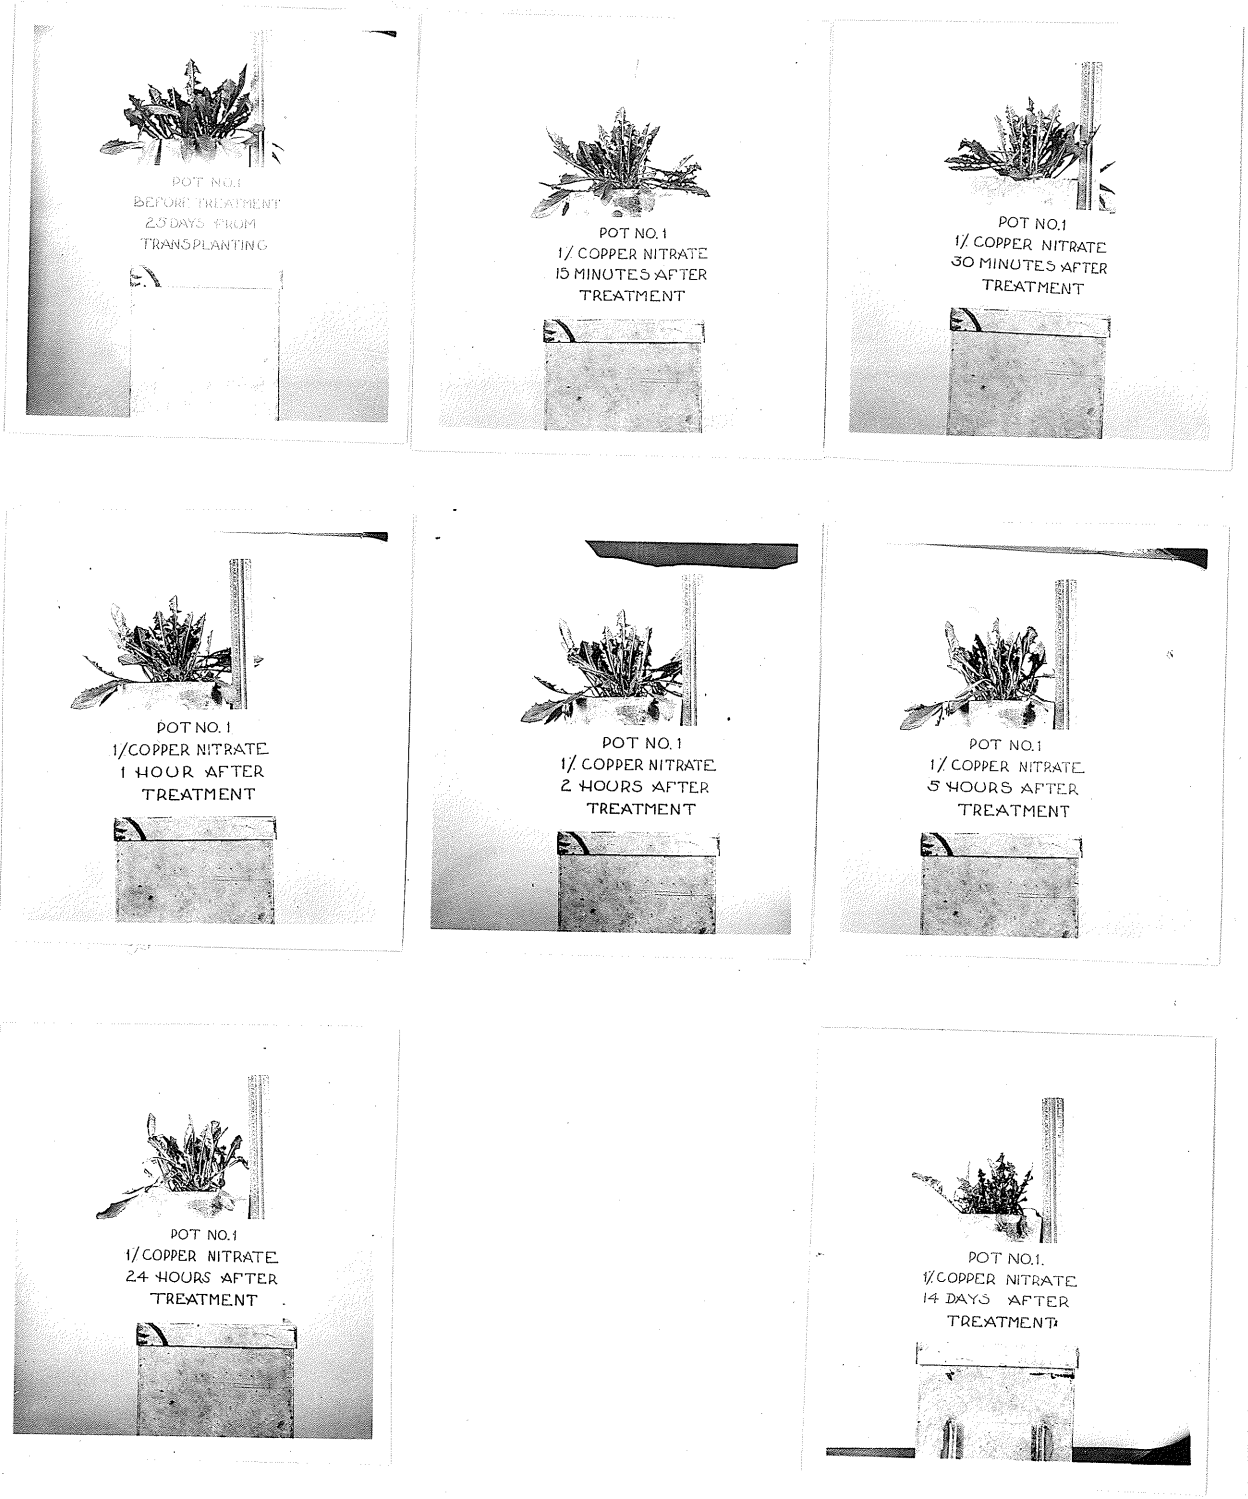 POT NO.1
BEFORE TREATMENT
25 DAYS FROM
TRANSPLANTING
POT NO.1
1% COPPER NITRATE
15 MINUTES AFTER
TREATMENT
POT NO.1
1% COPPER NITRATE
30 MINUTES AFTER
TREATMENT
POT NO.1
1% COPPER NITRATE
1 HOUR AFTER
TREATMENT
POT NO.1
1% COPPER NITRATE
2 HOURS AFTER
TREATMENT
POT NO.1
1% COPPER NITRATE
5 HOURS AFTER
TREATMENT
POT NO.1
1% COPPER NITRATE
24 HOURS AFTER
TREATMENT
POT NO.1.
1% COPPER NITRATE
14 DAYS AFTER
TREATMENT